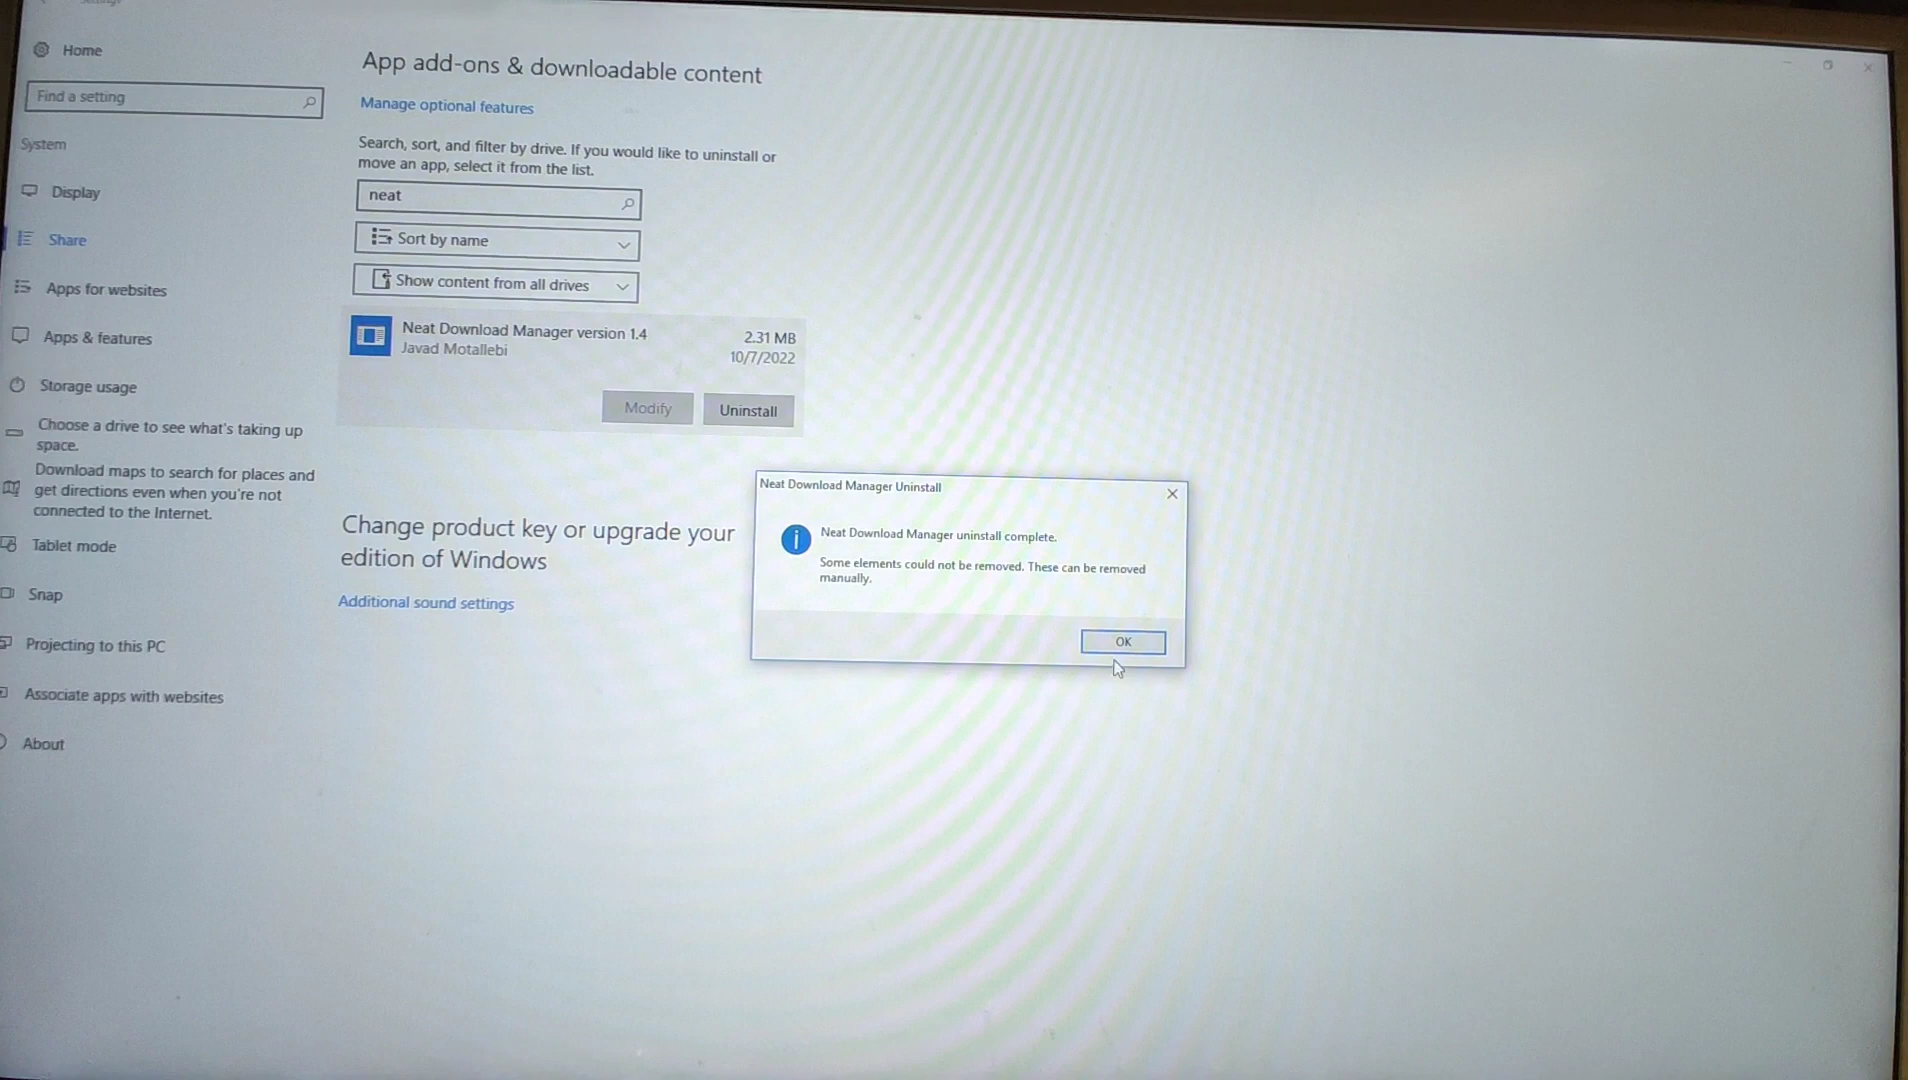 Home
Find a setting
System
Display
Share
Apps for websites
Apps & features
Storage usage
Choose a drive to see what's taking up
space.
Download maps to search for places and
get directions even when you're not
connected to the Internet.
Tablet mode
Snap
Projecting to this PC
Associate apps with websites
About
App add-ons & downloadable content
Manage optional features
Search, sort, and filter by drive. If you would like to uninstall or
move an app, select it from the list.
neat
Sort by name
Show content from all drives
Neat Download Manager version 1.4
2.31 MB
Javad Motallebi
10/7/2022
Modify
Uninstall
Change product key or upgrade your
edition of Windows
Additional sound settings
Neat Download Manager Uninstall
Neat Download Manager uninstall complete.
Some elements could not be removed. These can be removed
manually.
OK